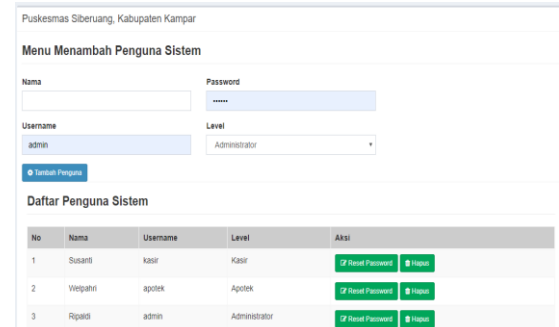 Puskesmas Siberuang, Kabupaten Kampar
Menu Menambah Penguna Sistem
Nama Password
••••••
Username Level
admin Administrator
Tambah Penguna
Daftar Penguna Sistem
No Nama Username Level Aksi
1 Susanti kasir Kasir Reset Password Hapus
2 Welpahri apotek Apotek Reset Password Hapus
3 Ripaldi admin Administrator Reset Password Hapus